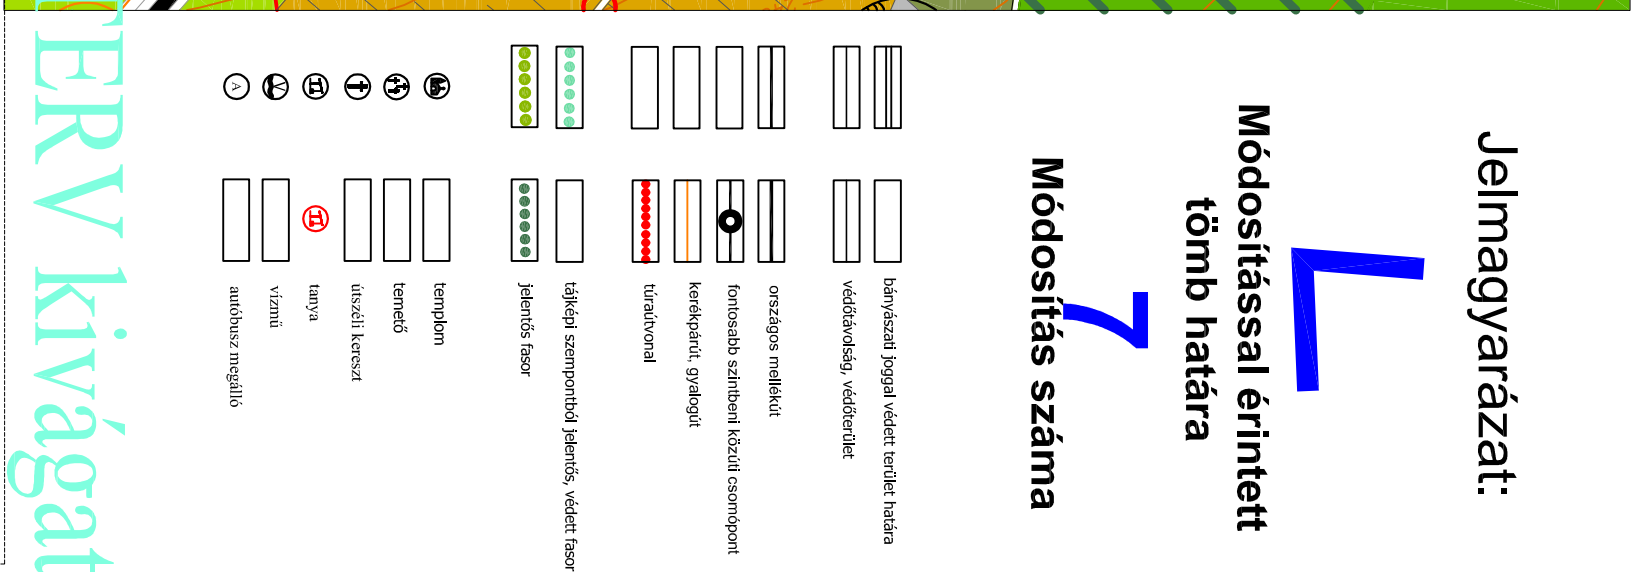 Jelmagyarázat:
Módosítással érintett
tömb határa
7
Módosítás száma
bányászati joggal védett terület határa
védőtávolság, védőterület
országos mellékút
fontosabb szintbeni közúti csomópont
kerékpárút, gyalogút
túraútvonal
tájképi szempontból jelentős, védett fasor
jelentős fasor
templom
temető
útszéli kereszt
tanya
V
vízmű
A
autóbusz megálló
TERV kivágat